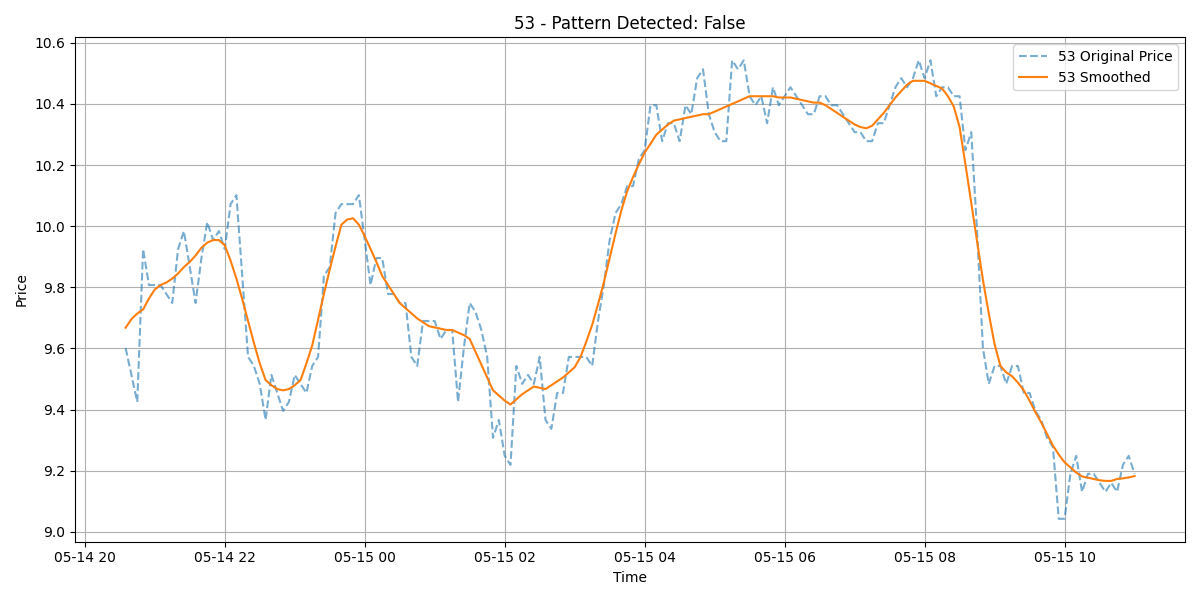 53 - Pattern Detected: False
53 Original Price
53 Smoothed
Price
10.6
10.4
10.2
10.0
9.8
9.6
9.4
9.2
9.0
05-14 20 05-14 22 05-15 00 05-15 02 05-15 04 05-15 06 05-15 08 05-15 10
Time